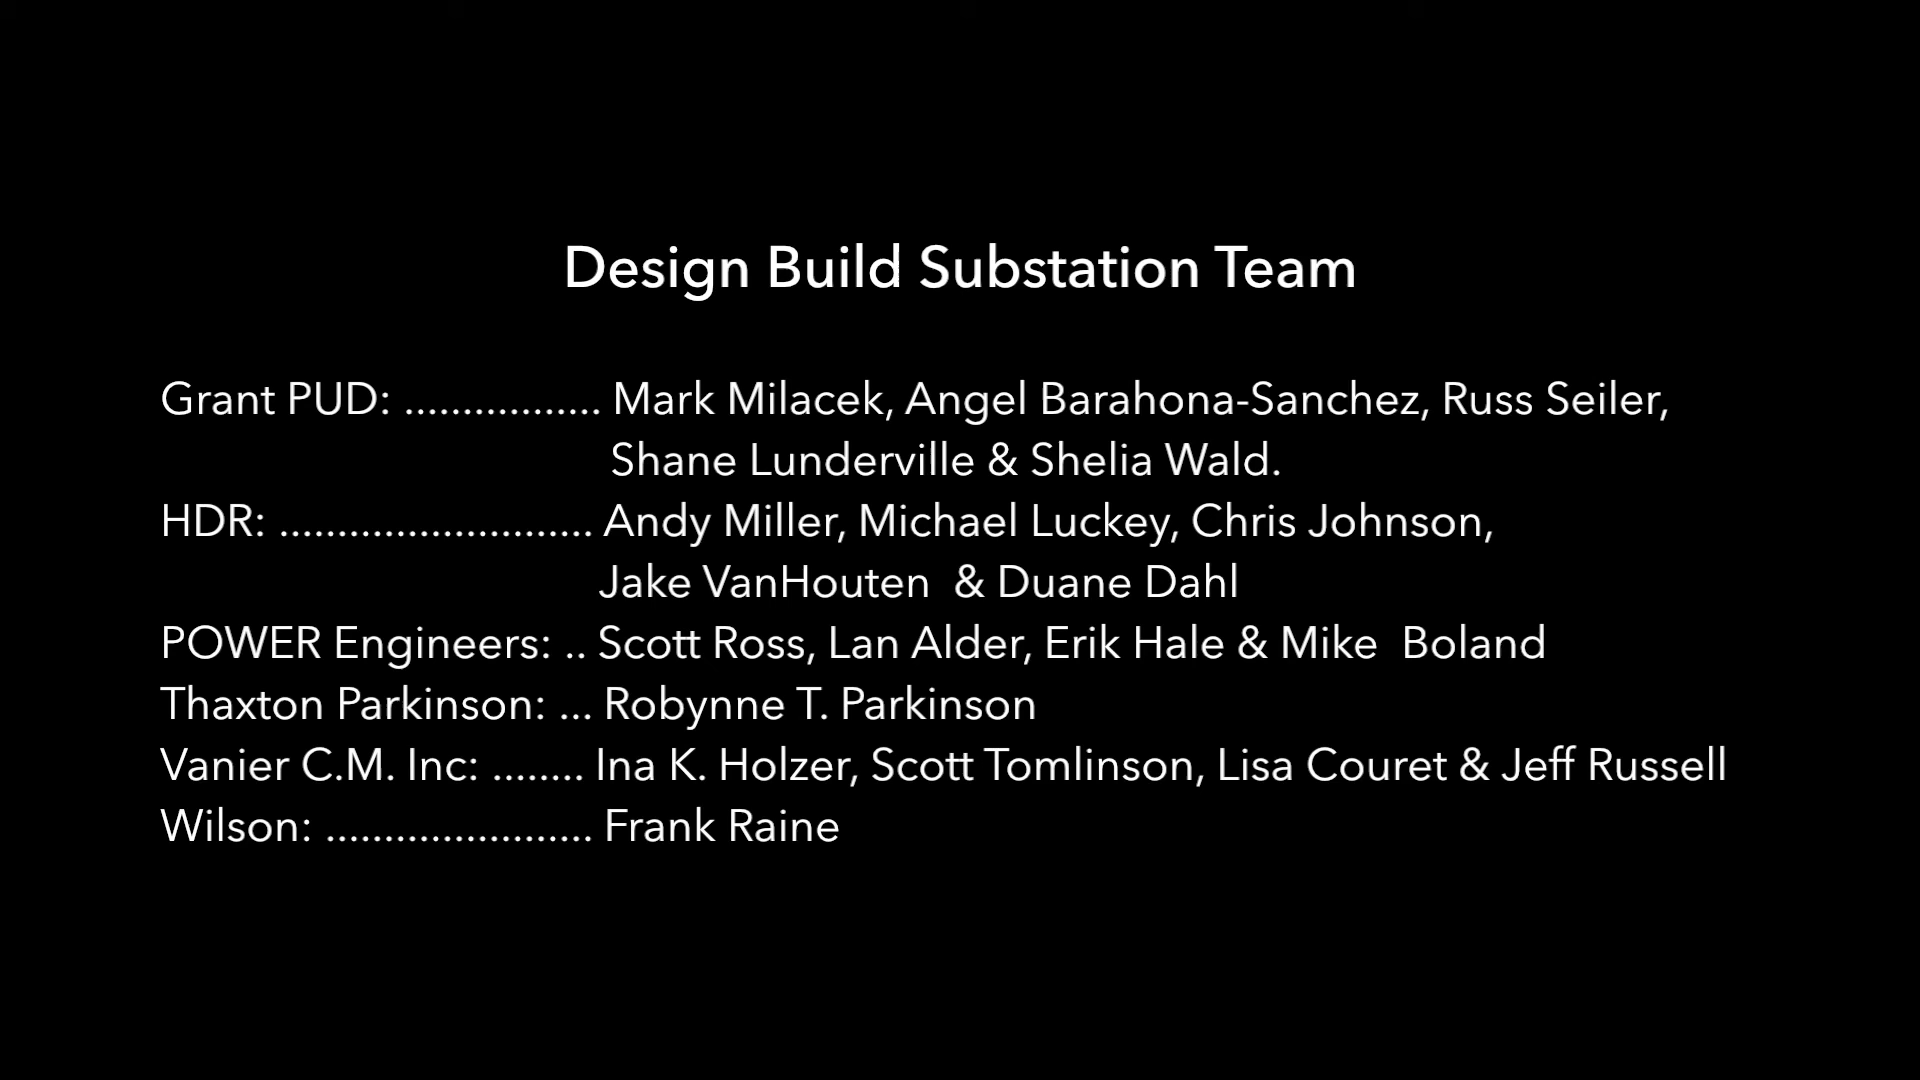 Design Build Substation Team
Grant PUD: ................. Mark Milacek, Angel Barahona-Sanchez, Russ Seiler,
Shane Lunderville & Shelia Wald.
HDR: ........................... Andy Miller, Michael Luckey, Chris Johnson,
Jake VanHouten  & Duane Dahl
POWER Engineers: .. Scott Ross, Lan Alder, Erik Hale & Mike  Boland
Thaxton Parkinson: ... Robynne T. Parkinson
Vanier C.M. Inc: ........ Ina K. Holzer, Scott Tomlinson, Lisa Couret & Jeff Russell
Wilson: ....................... Frank Raine